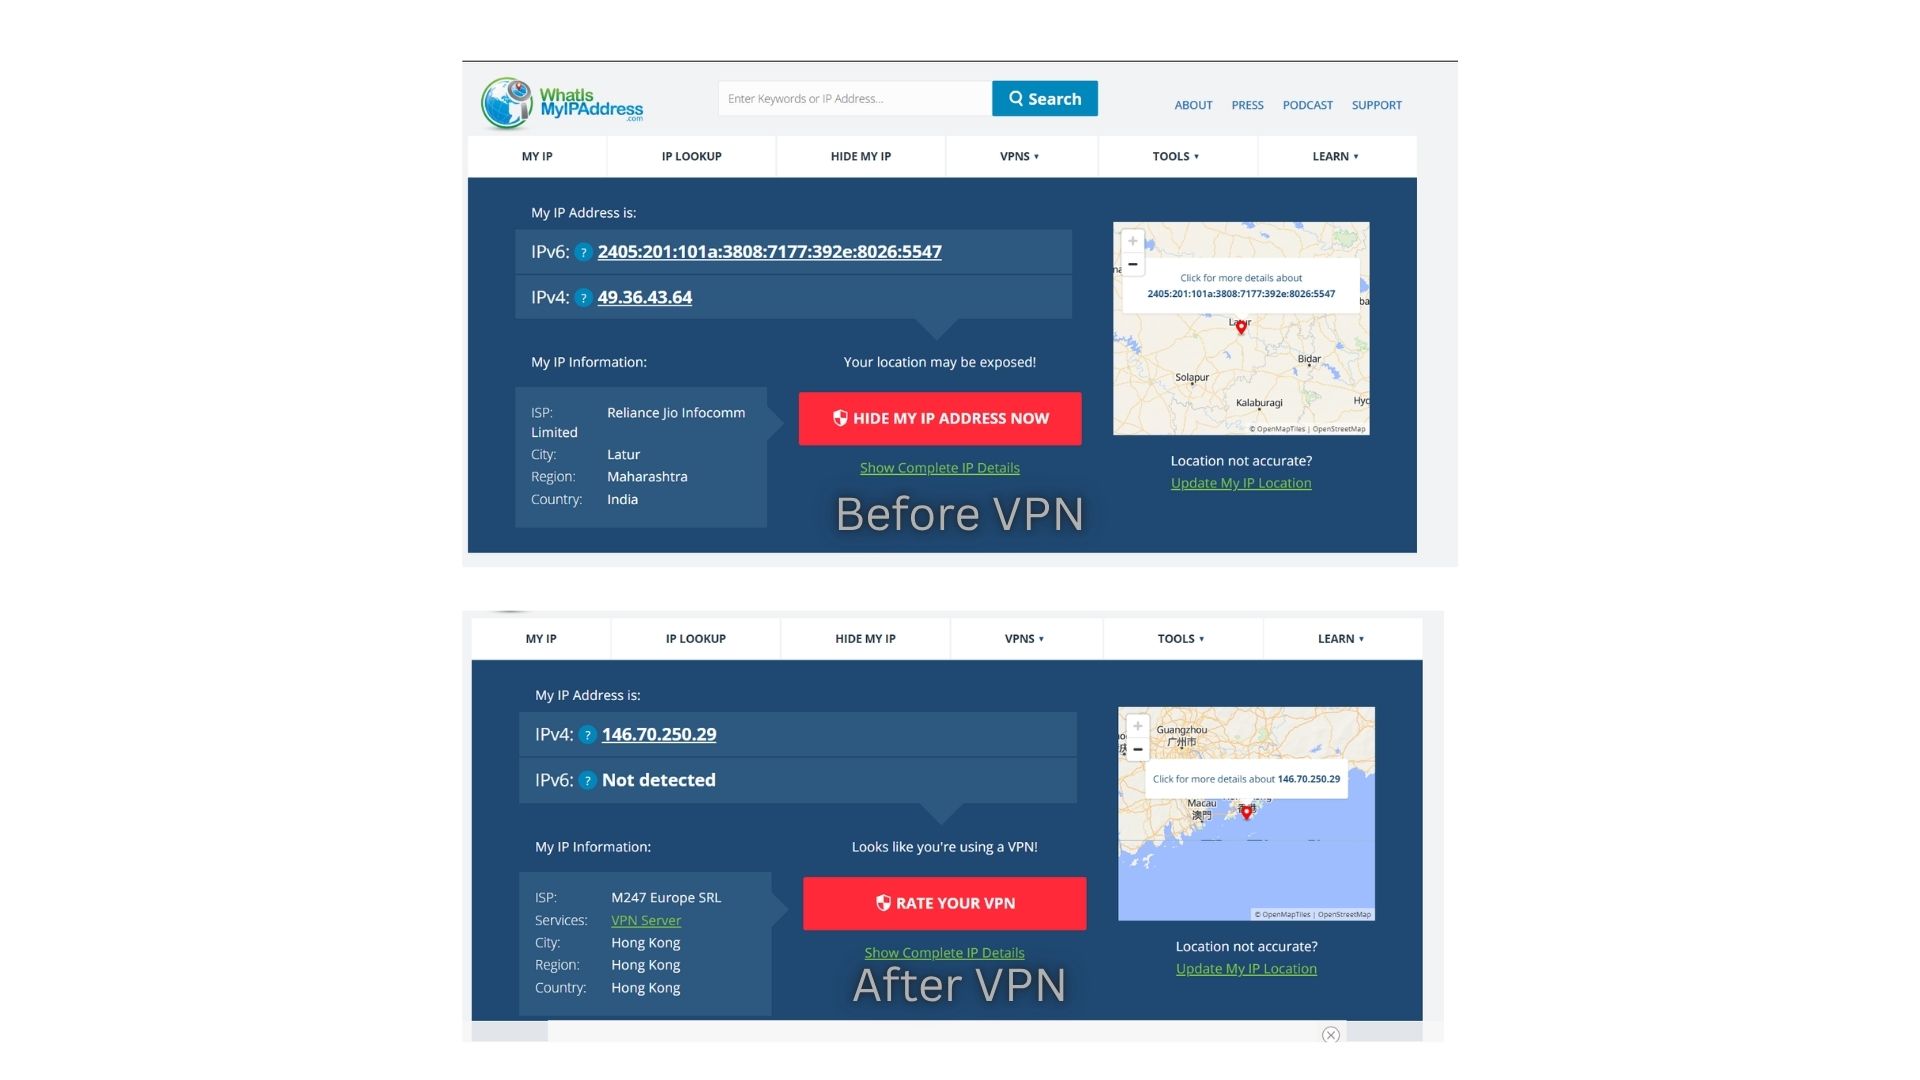 WhatIs
MyIPAddress
.com
Enter Keywords or IP Address...
Search
ABOUT PRESS PODCAST SUPPORT
MY IP IP LOOKUP HIDE MY IP VPNS TOOLS LEARN
My IP Address is:
IPv6: ? 2405:201:101a:3808:7177:392e:8026:5547
IPv4: ? 49.36.43.64
My IP Information:
ISP: Reliance Jio Infocomm
Limited
City: Latur
Region: Maharashtra
Country: India
Your location may be exposed!
HIDE MY IP ADDRESS NOW
Show Complete IP Details
+
−
Click for more details about
2405:201:101a:3808:7177:392e:8026:5547
Latur
Bidar
Solapur
Kalaburagi
Hyc
© OpenMapTiles | OpenStreetMap
Location not accurate?
Update My IP Location
Before VPN
MY IP IP LOOKUP HIDE MY IP VPNS TOOLS LEARN
My IP Address is:
IPv4: ? 146.70.250.29
IPv6: ? Not detected
My IP Information:
ISP: M247 Europe SRL
Services: VPN Server
City: Hong Kong
Region: Hong Kong
Country: Hong Kong
Looks like you're using a VPN!
RATE YOUR VPN
Show Complete IP Details
+
−
Guangzhou
广州市
Click for more details about 146.70.250.29
Macau
澳門
香港
© OpenMapTiles | OpenStreetMap
Location not accurate?
Update My IP Location
After VPN